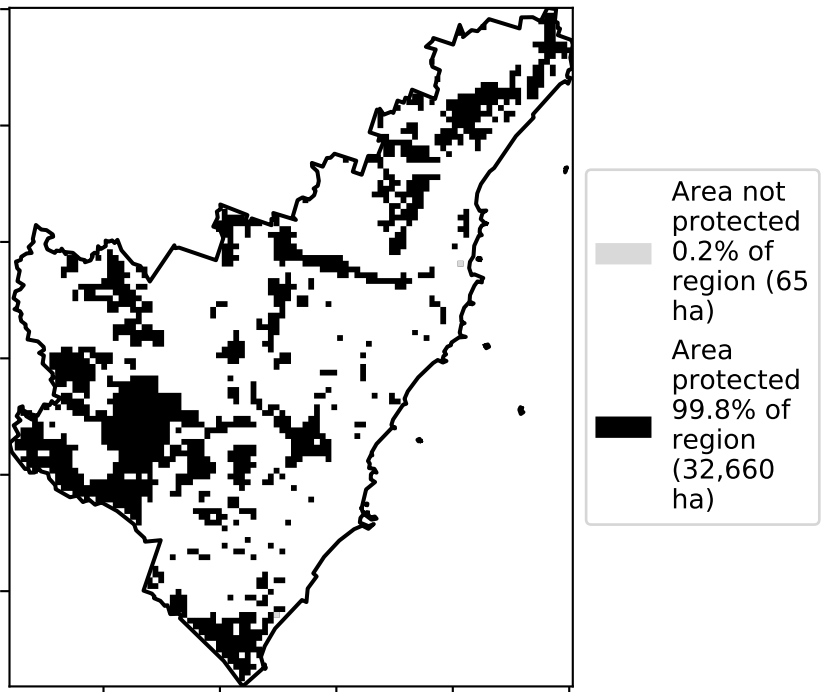 Area not
protected
0.2% of
region (65
ha)
Area
protected
99.8% of
region
(32,660
ha)